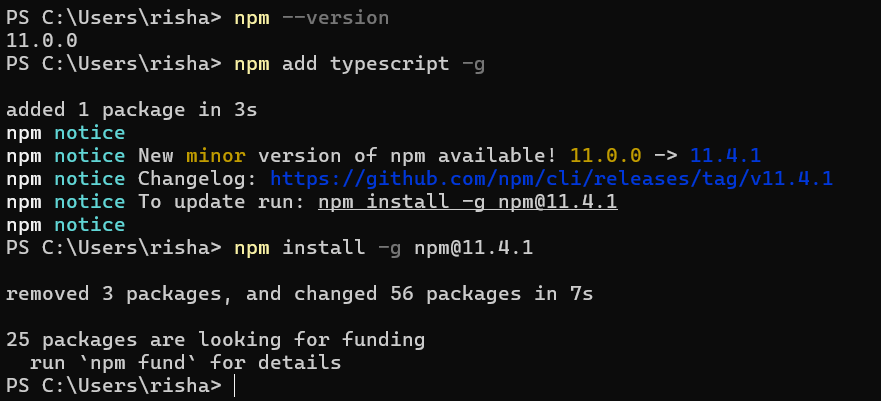 PS C:\Users\risha> npm --version
11.0.0
PS C:\Users\risha> npm add typescript -g
added 1 package in 3s
npm notice
npm notice New minor version of npm available! 11.0.0 -> 11.4.1
npm notice Changelog: https://github.com/npm/cli/releases/tag/v11.4.1
npm notice To update run: npm install -g npm@11.4.1
npm notice
PS C:\Users\risha> npm install -g npm@11.4.1
removed 3 packages, and changed 56 packages in 7s
25 packages are looking for funding
  run `npm fund` for details
PS C:\Users\risha>